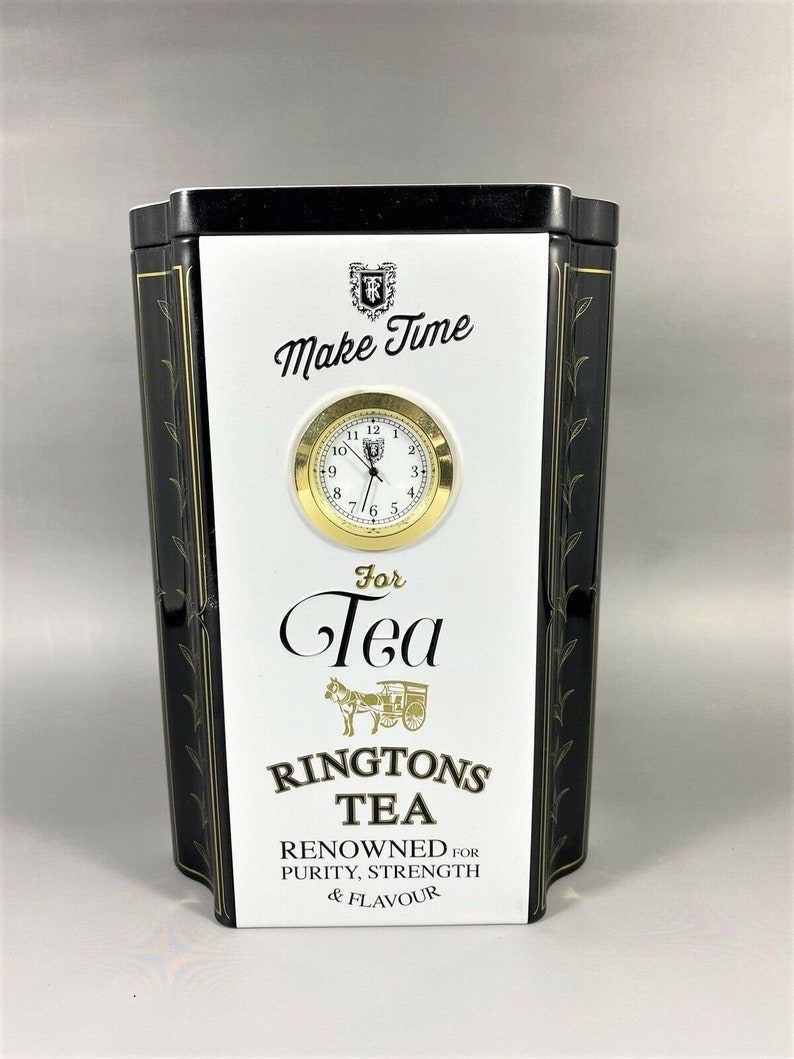 TR
Make Time
12
11 1
10 2
9 3
8 4
7 5
6
For
Tea
RINGTONS
TEA
RENOWNED FOR
PURITY, STRENGTH
& FLAVOUR